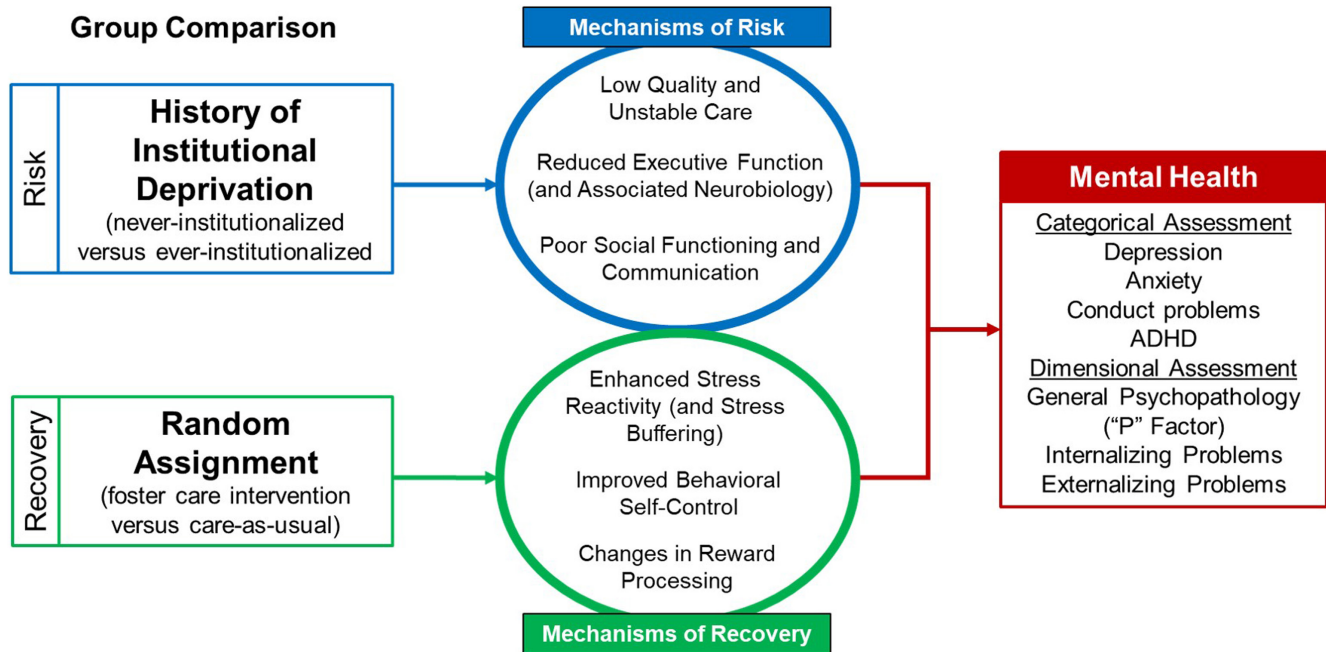 Group Comparison
Risk
History of
Institutional
Deprivation
(never-institutionalized
versus ever-institutionalized
Recovery
Random
Assignment
(foster care intervention
versus care-as-usual)
Mechanisms of Risk
Low Quality and
Unstable Care
Reduced Executive Function
(and Associated Neurobiology)
Poor Social Functioning and
Communication
Enhanced Stress
Reactivity (and Stress
Buffering)
Improved Behavioral
Self-Control
Changes in Reward
Processing
Mechanisms of Recovery
Mental Health
Categorical Assessment
Depression
Anxiety
Conduct problems
ADHD
Dimensional Assessment
General Psychopathology
(“P” Factor)
Internalizing Problems
Externalizing Problems